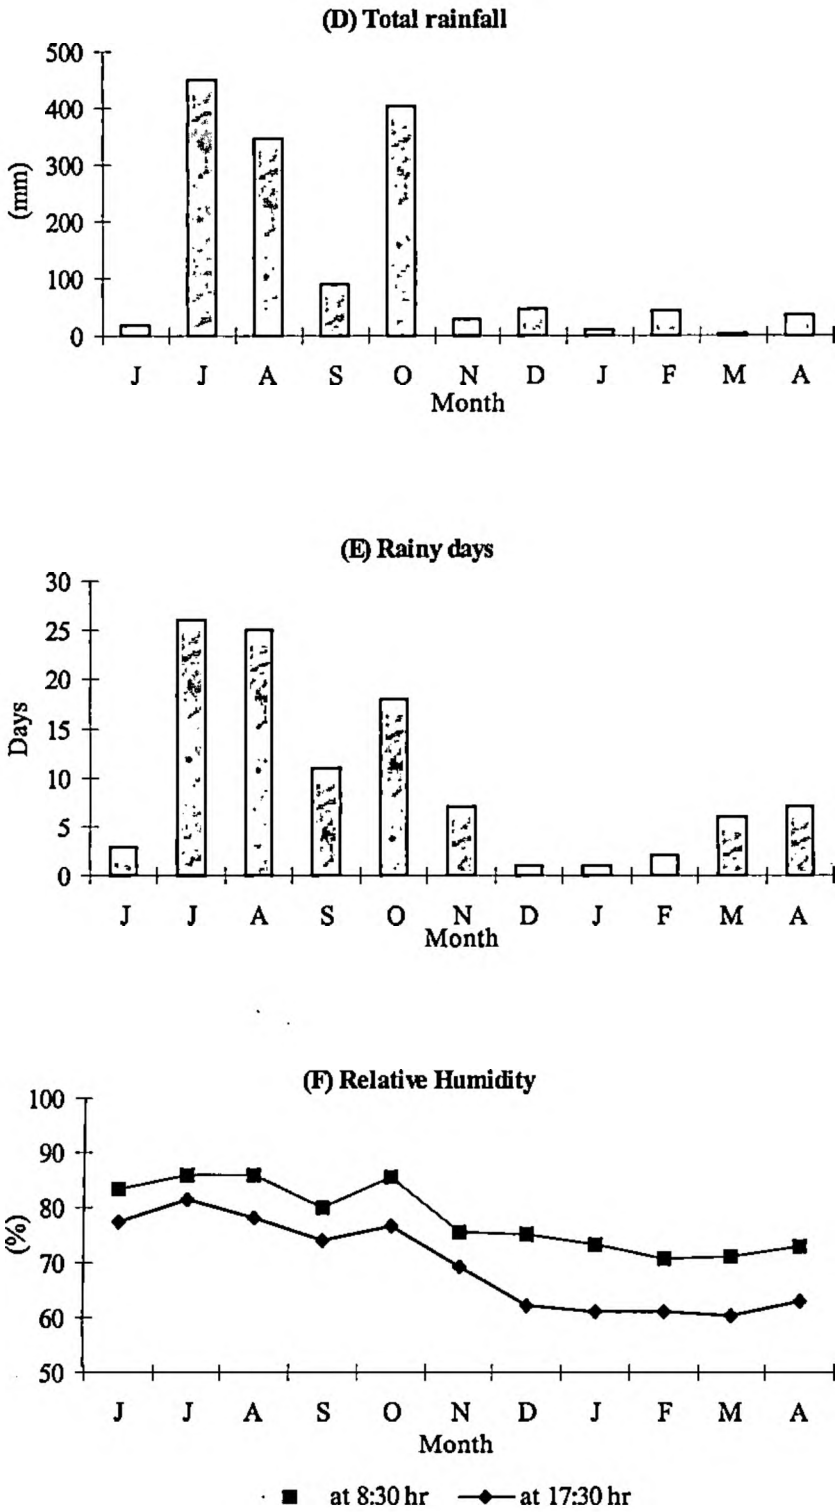 (D) Total rainfall
500
400
300
200
100
0
(mm)
J J A S O N D J F M A
Month
(E) Rainy days
30
25
20
15
10
5
0
Days
J J A S O N D J F M A
Month
(F) Relative Humidity
100
90
80
70
60
50
(%)
J J A S O N D J F M A
Month
at 8:30 hr at 17:30 hr